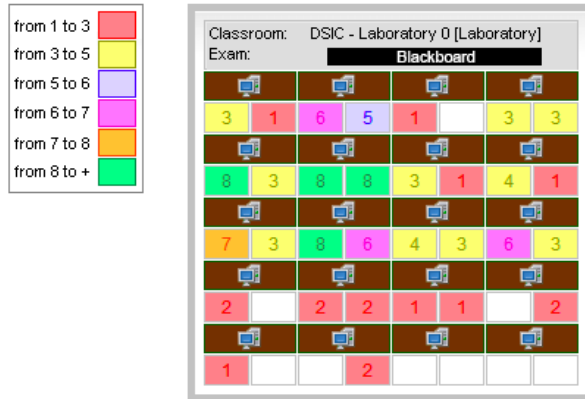 from 1 to 3
from 3 to 5
from 5 to 6
from 6 to 7
from 7 to 8
from 8 to +
Classroom: DSIC - Laboratory 0 [Laboratory]
Exam:
Blackboard
3 1 6 5 1 3 3
8 3 8 8 3 1 4 1
7 3 8 6 4 3 6 3
2 2 2 1 1 2
1 2